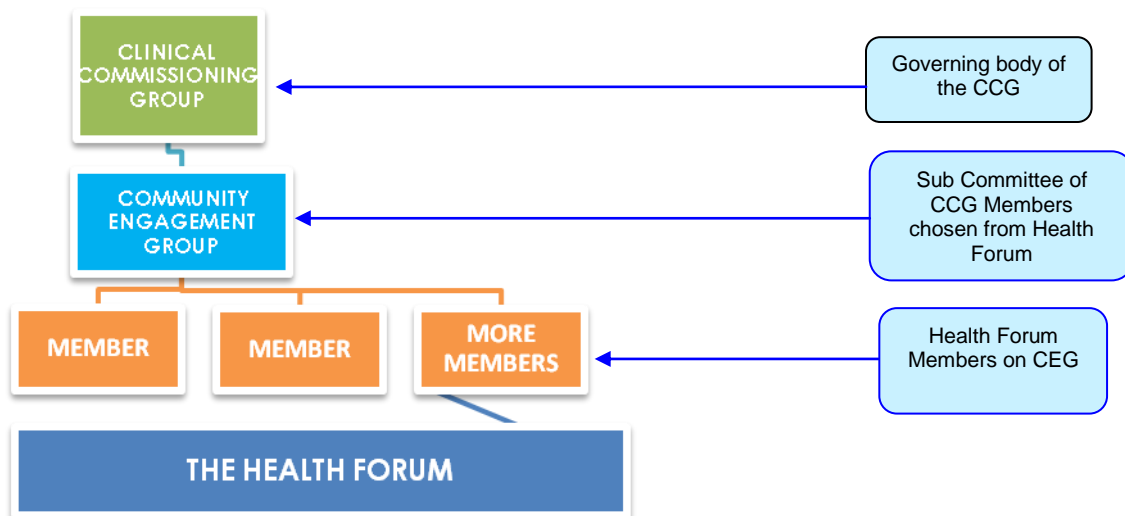 CLINICAL
COMMISSIONING
GROUP
Governing body of
the CCG
COMMUNITY
ENGAGEMENT
GROUP
Sub Committee of
CCG Members
chosen from Health
Forum
MEMBER
MEMBER
MORE
MEMBERS
Health Forum
Members on CEG
THE HEALTH FORUM